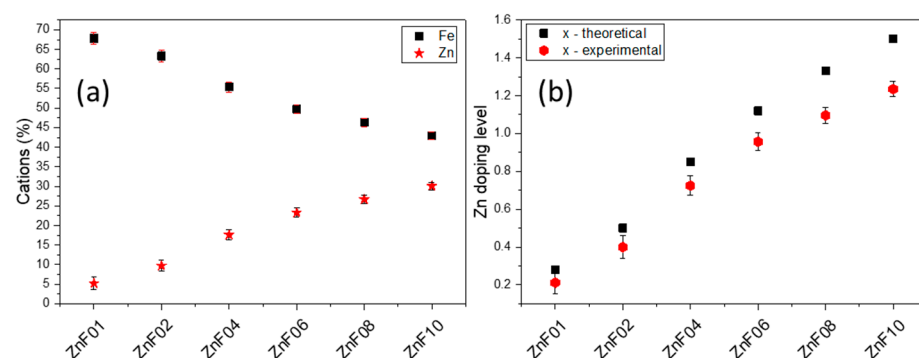 70
65
60
55
50
45
40
35
30
25
20
15
10
5
0
Cations (%)
(a)
Fe
Zn
ZnF01
ZnF02
ZnF04
ZnF06
ZnF08
ZnF10
1.6
1.4
1.2
1.0
0.8
0.6
0.4
0.2
Zn doping level
x - theoretical
x - experimental
(b)
ZnF01
ZnF02
ZnF04
ZnF06
ZnF08
ZnF10